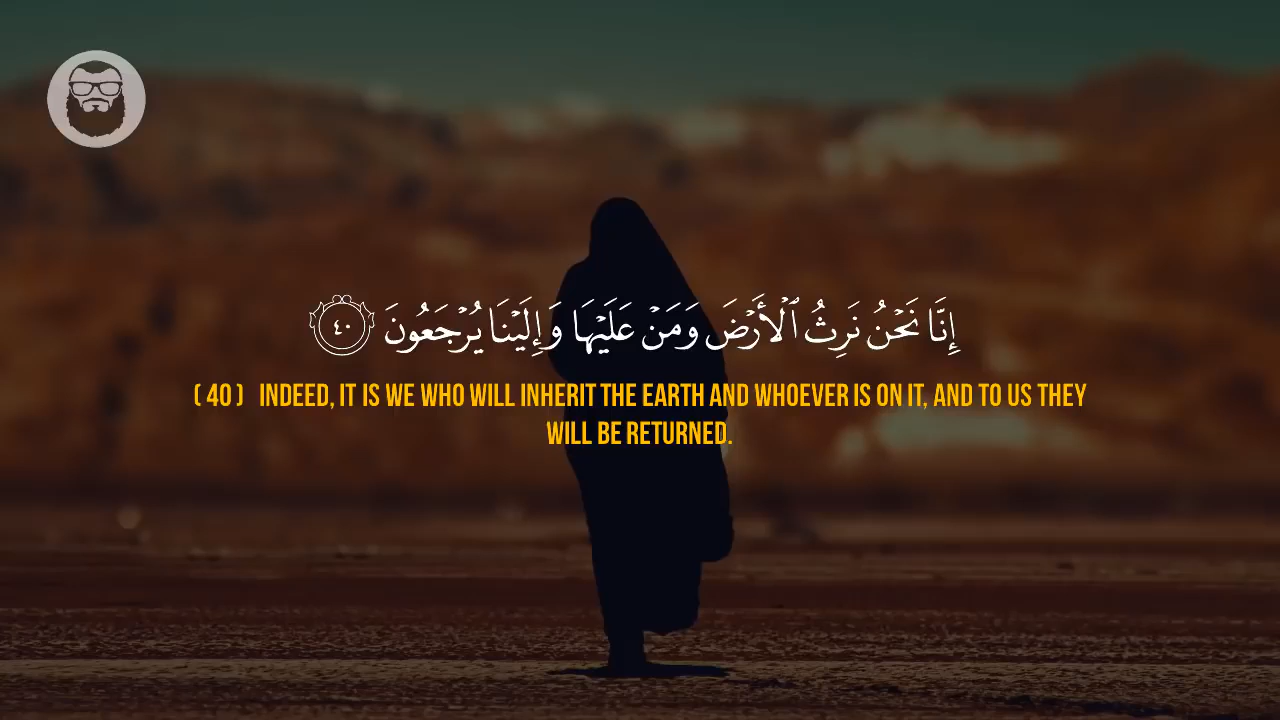 إِنَّا نَحْنُ نَرِثُ ٱلْأَرْضَ وَمَنْ عَلَيْهَا وَإِلَيْنَا يُرْجَعُونَ ٤٠
( 40 ) INDEED, IT IS WE WHO WILL INHERIT THE EARTH AND WHOEVER IS ON IT, AND TO US THEY
WILL BE RETURNED.